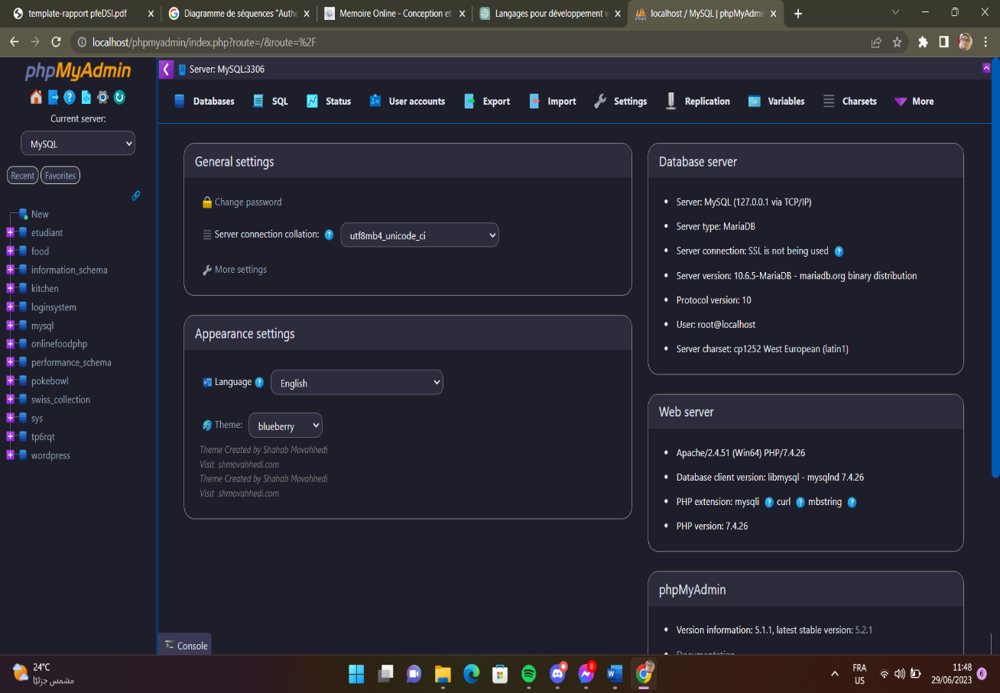 template-rapport pfeDSI.pdf
Diagramme de séquences "Authe
Memoire Online - Conception et
Langages pour développement w
localhost / MySQL | phpMyAdmin
localhost/phpmyadmin/index.php?route=/&route=%2F
phpMyAdmin
Current server:
MySQL
Recent Favorites
New
etudiant
food
information_schema
kitchen
loginsystem
mysql
onlinefoodphp
performance_schema
pokebowl
swiss_collection
sys
tp6rqt
wordpress
Server: MySQL:3306
Databases SQL Status User accounts Export Import Settings Replication Variables Charsets More
General settings
Change password
Server connection collation: utf8mb4_unicode_ci
More settings
Appearance settings
Language English
Theme: blueberry
Theme Created by Shahab Movahhedi
Visit shmovahhedi.com
Theme Created by Shahab Movahhedi
Visit shmovahhedi.com
Database server
Server: MySQL (127.0.0.1 via TCP/IP)
Server type: MariaDB
Server connection: SSL is not being used
Server version: 10.6.5-MariaDB - mariadb.org binary distribution
Protocol version: 10
User: root@localhost
Server charset: cp1252 West European (latin1)
Web server
Apache/2.4.51 (Win64) PHP/7.4.26
Database client version: libmysql - mysqlnd 7.4.26
PHP extension: mysqli curl mbstring
PHP version: 7.4.26
phpMyAdmin
Version information: 5.1.1, latest stable version: 5.2.1
Documentation
Console
24°C
مشمس جزئيًا
8
FRA
US
11:48
29/06/2023
6